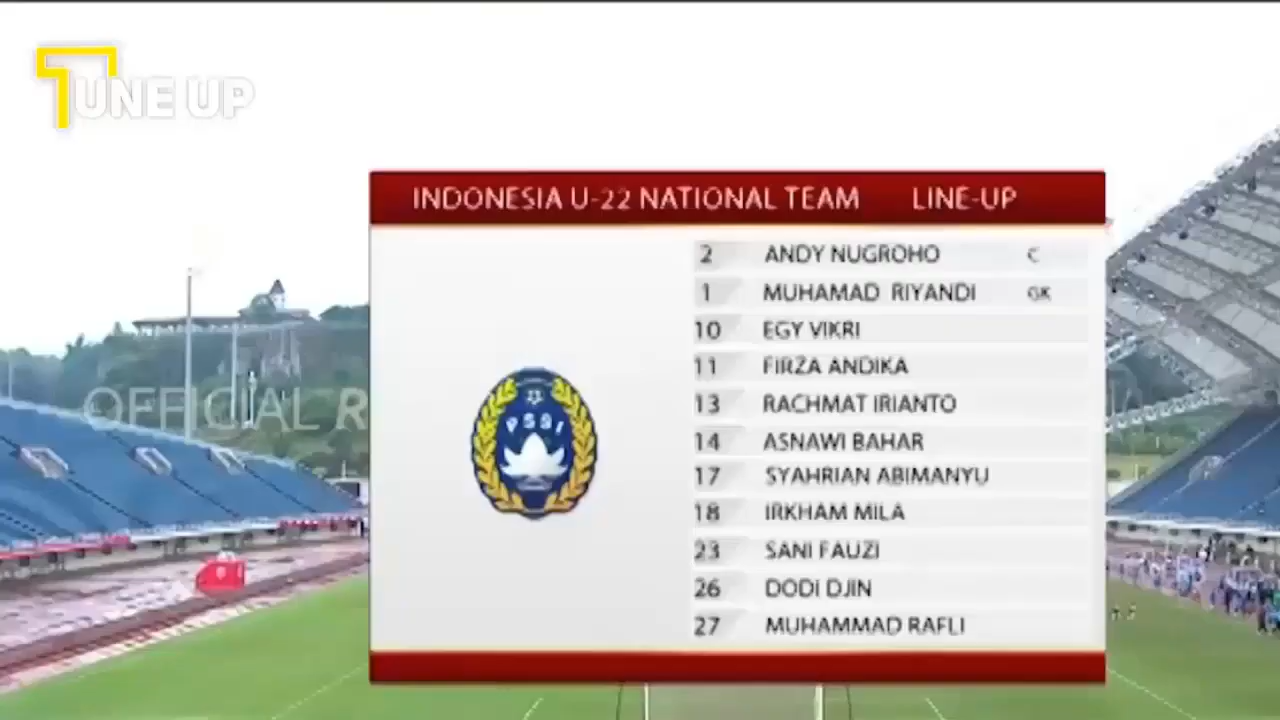 TUNE UP
INDONESIA U-22 NATIONAL TEAM LINE-UP
2 ANDY NUGROHO C
1 MUHAMAD RIYANDI GK
10 EGY VIKRI
11 FIRZA ANDIKA
13 RACHMAT IRIANTO
14 ASNAWI BAHAR
17 SYAHRIAN ABIMANYU
18 IRKHAM MILA
23 SANI FAUZI
26 DODI DJIN
27 MUHAMMAD RAFLI
PSSI
OFFICIAL R